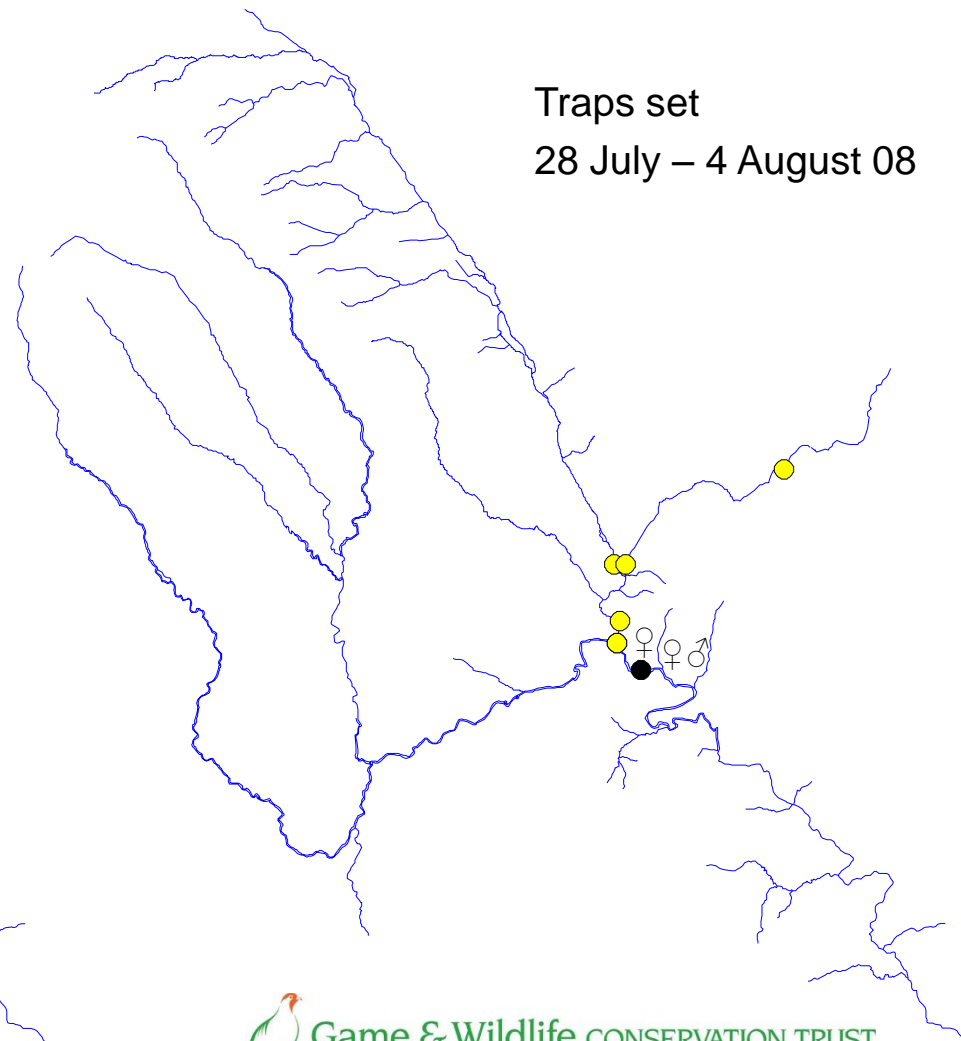 Traps set
28 July – 4 August 08
♀ ♀ ♂
Game & Wildlife CONSERVATION TRUST